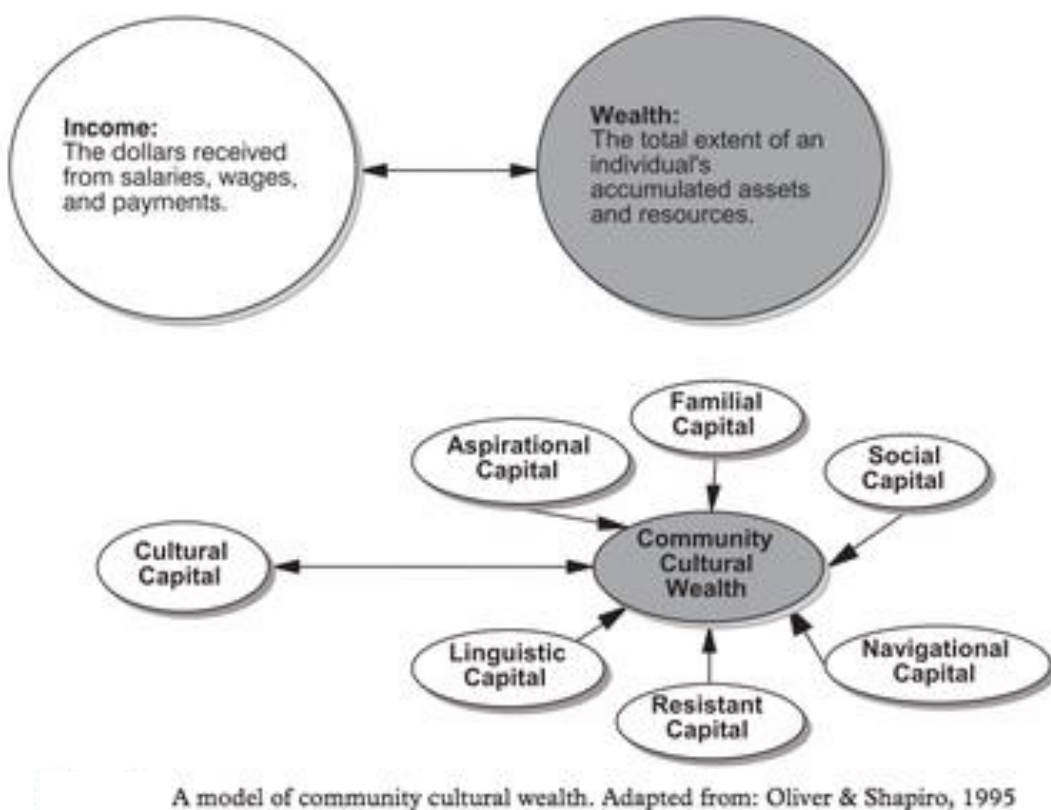 Income:
The dollars received
from salaries, wages,
and payments.
Wealth:
The total extent of an
individual's
accumulated assets
and resources.
Familial
Capital
Aspirational
Capital
Social
Capital
Cultural
Capital
Community
Cultural
Wealth
Linguistic
Capital
Navigational
Capital
Resistant
Capital
A model of community cultural wealth. Adapted from: Oliver & Shapiro, 1995